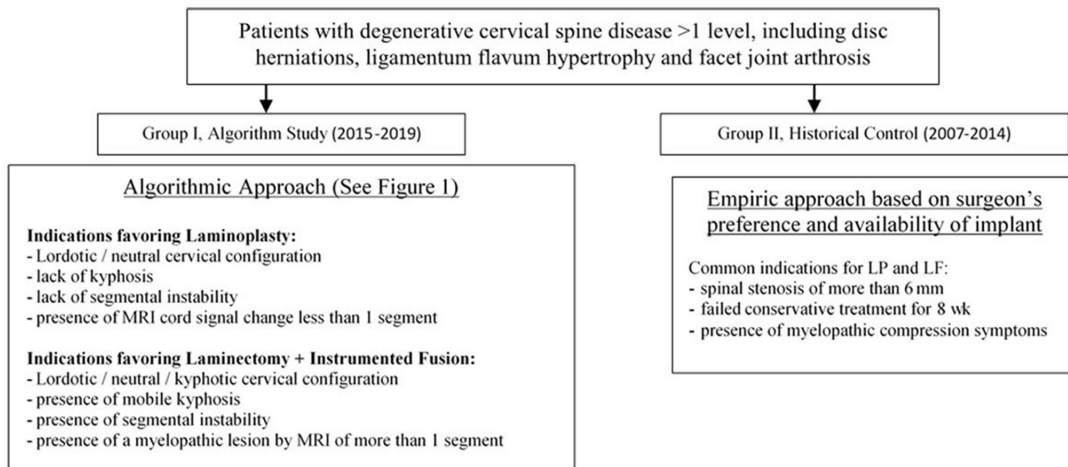 Patients with degenerative cervical spine disease >1 level, including disc
herniations, ligamentum flavum hypertrophy and facet joint arthrosis
Group I, Algorithm Study (2015-2019)
Algorithmic Approach (See Figure 1)
Indications favoring Laminoplasty:
- Lordotic / neutral cervical configuration
- lack of kyphosis
- lack of segmental instability
- presence of MRI cord signal change less than 1 segment
Indications favoring Laminectomy + Instrumented Fusion:
- Lordotic / neutral / kyphotic cervical configuration
- presence of mobile kyphosis
- presence of segmental instability
- presence of a myelopathic lesion by MRI of more than 1 segment
Group II, Historical Control (2007-2014)
Empiric approach based on surgeon's
preference and availability of implant
Common indications for LP and LF:
- spinal stenosis of more than 6 mm
- failed conservative treatment for 8 wk
- presence of myelopathic compression symptoms